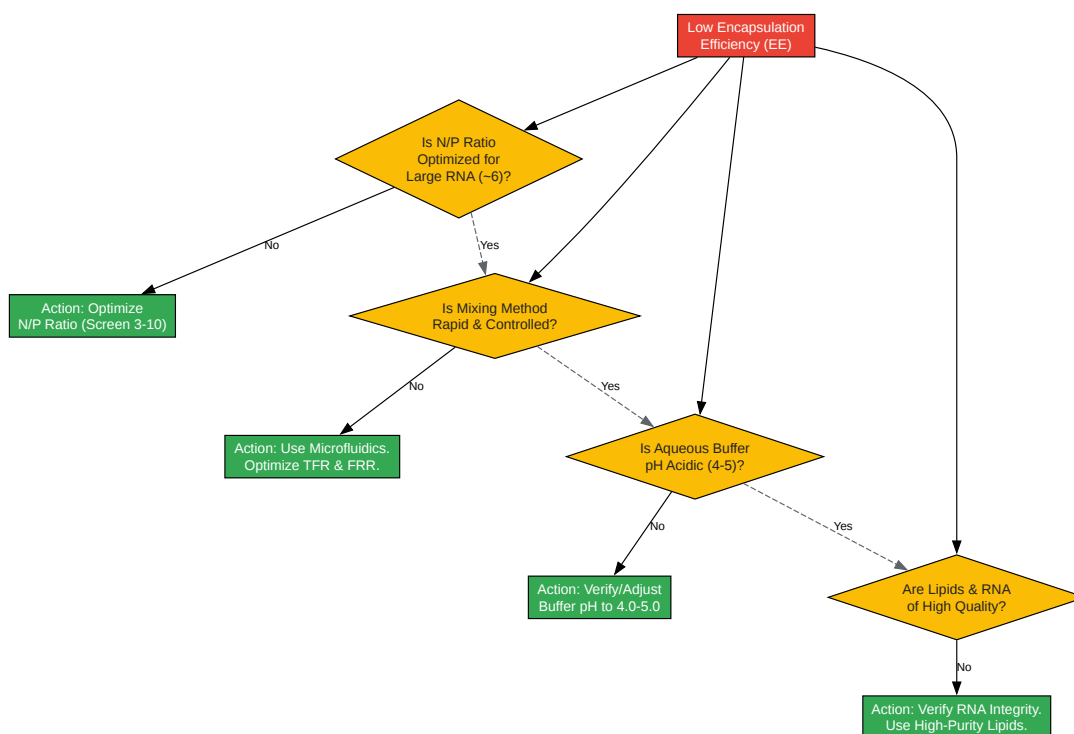 Low Encapsulation
Efficiency (EE)
Is N/P Ratio
Optimized for
Large RNA (~6)?
No
Yes
Action: Optimize
N/P Ratio (Screen 3-10)
Is Mixing Method
Rapid & Controlled?
No
Yes
Action: Use Microfluidics.
Optimize TFR & FRR.
Is Aqueous Buffer
pH Acidic (4-5)?
No
Yes
Action: Verify/Adjust
Buffer pH to 4.0-5.0
Are Lipids & RNA
of High Quality?
No
Action: Verify RNA Integrity.
Use High-Purity Lipids.